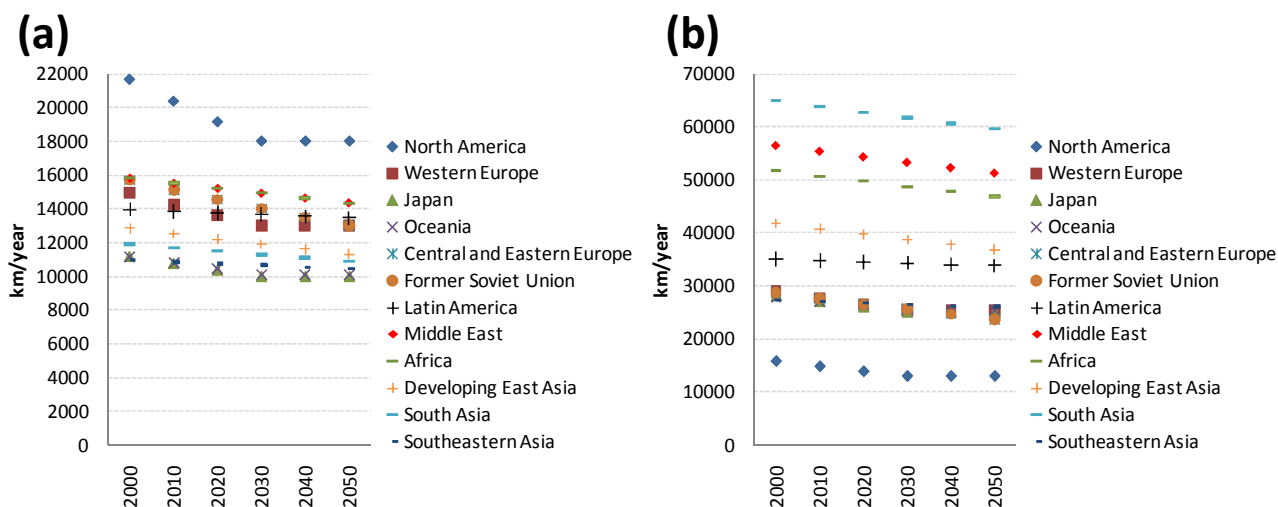 (a)
22000
20000
18000
16000
14000
12000
10000
8000
6000
4000
2000
0
km/year
2000
2010
2020
2030
2040
2050
North America
Western Europe
Japan
Oceania
Central and Eastern Europe
Former Soviet Union
Latin America
Middle East
Africa
Developing East Asia
South Asia
Southeastern Asia
(b)
70000
60000
50000
40000
30000
20000
10000
0
km/year
2000
2010
2020
2030
2040
2050
North America
Western Europe
Japan
Oceania
Central and Eastern Europe
Former Soviet Union
Latin America
Middle East
Africa
Developing East Asia
South Asia
Southeastern Asia